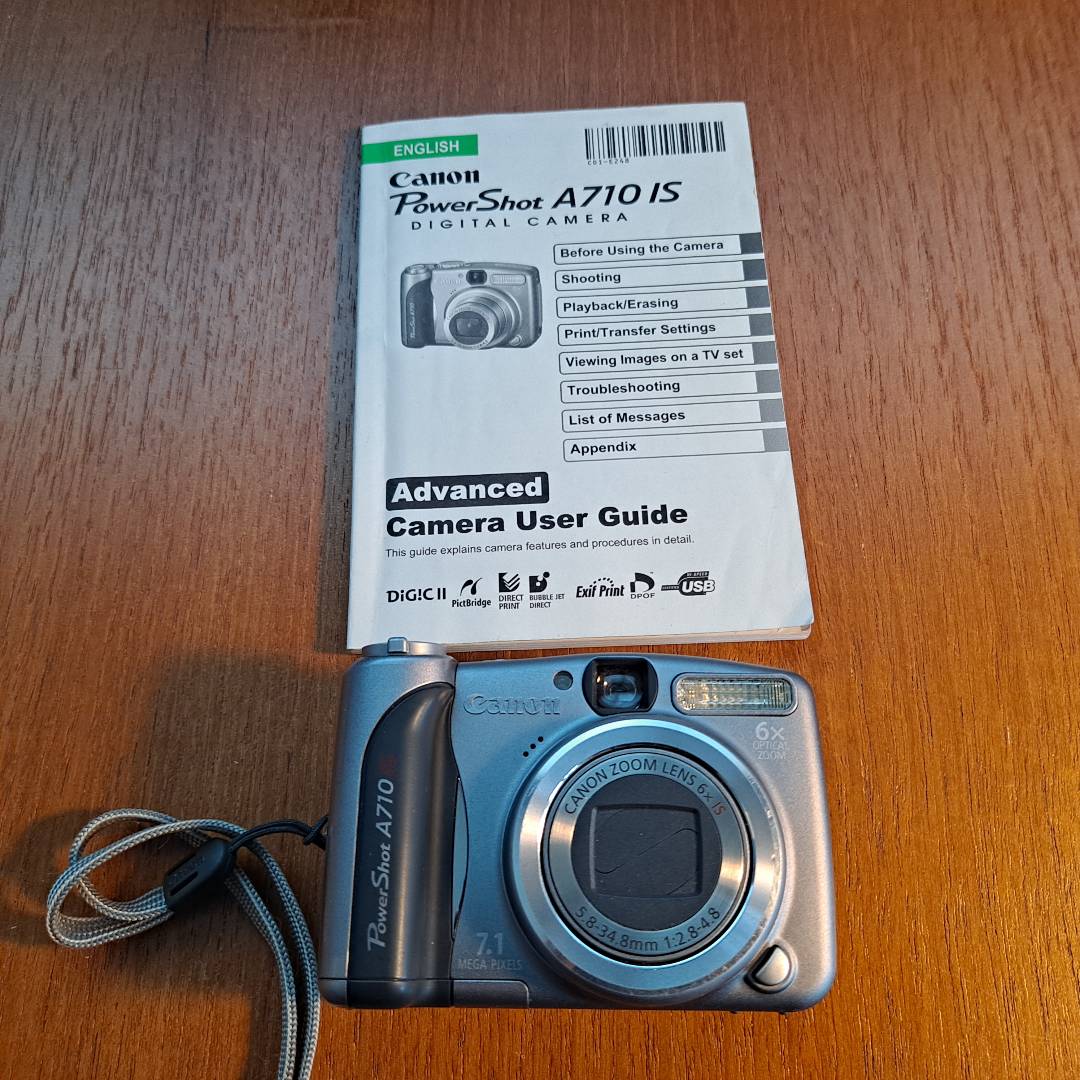 ENGLISH
CDI-E248
Canon
PowerShot A710 IS
DIGITAL CAMERA
Before Using the Camera
Shooting
Playback/Erasing
Print/Transfer Settings
Viewing Images on a TV set
Troubleshooting
List of Messages
Appendix
Advanced
Camera User Guide
This guide explains camera features and procedures in detail.
DiG!C II
PictBridge
DIRECT PRINT
BUBBLE JET DIRECT
Exif Print
DPOF
USB
Canon
6x
OPTICAL
ZOOM
CANON ZOOM LENS 6x IS
5.8-34.8mm 1:2.8-4.8
PowerShot A710 IS
7.1
MEGA PIXELS